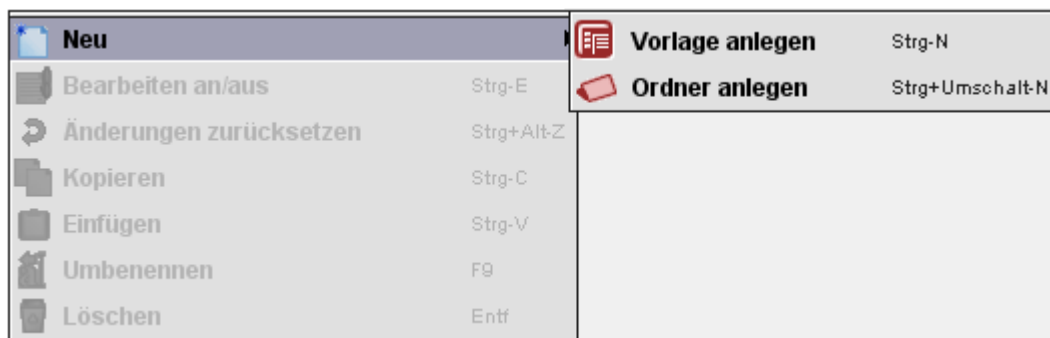 Neu
Vorlage anlegen Strg-N
Ordner anlegen Strg+Umschalt-N
Bearbeiten an/aus Strg-E
Änderungen zurücksetzen Strg+Alt-Z
Kopieren Strg-C
Einfügen Strg-V
Umbenennen F9
Löschen Entf